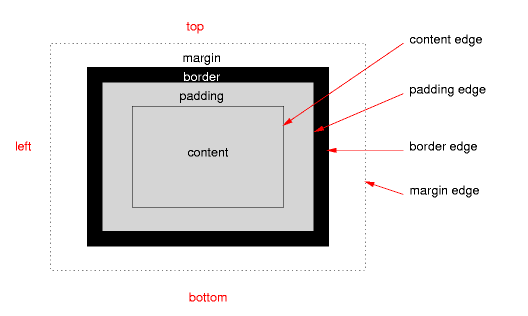 top
content edge
margin
border
padding edge
padding
left
content
border edge
margin edge
bottom